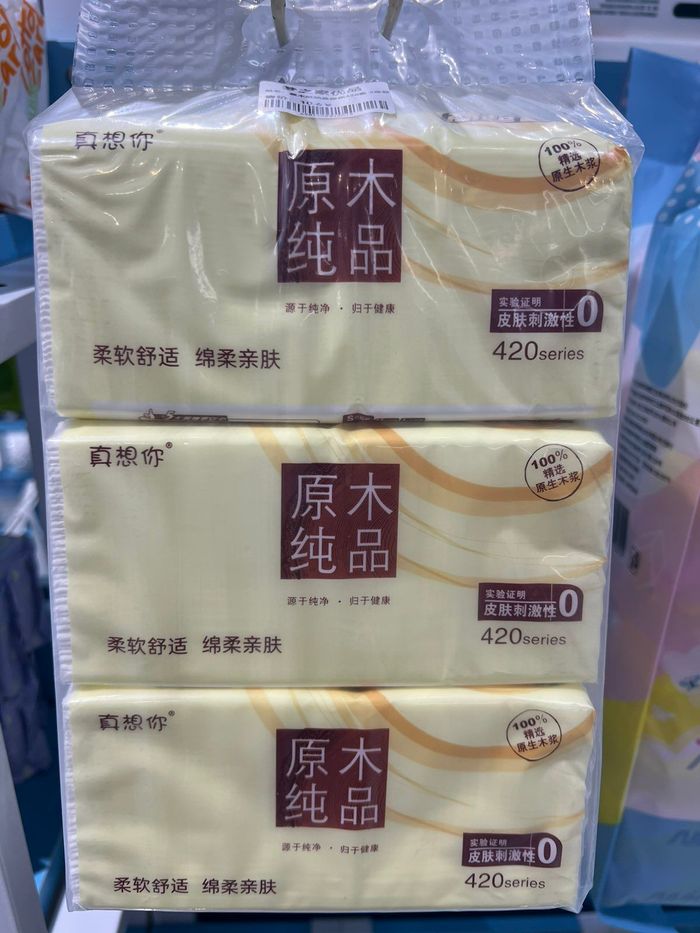 梦之家优品
真想你®
原木
纯品
源于纯净 · 归于健康
100%
精选
原生木浆
实验证明
皮肤刺激性0
420series
柔软舒适 绵柔亲肤
真想你®
原木
纯品
源于纯净 · 归于健康
100%
精选
原生木浆
实验证明
皮肤刺激性0
420series
柔软舒适 绵柔亲肤
真想你®
原木
纯品
源于纯净 · 归于健康
100%
精选
原生木浆
实验证明
皮肤刺激性0
420series
柔软舒适 绵柔亲肤